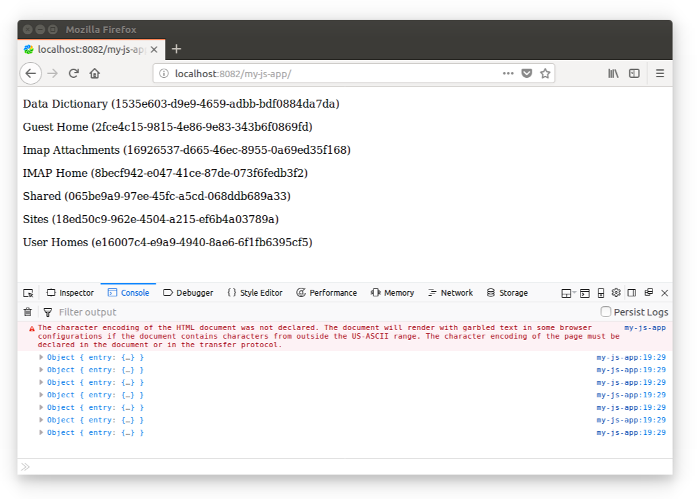 Mozilla Firefox
localhost:8082/my-js-ap
localhost:8082/my-js-app/
Data Dictionary (1535e603-d9e9-4659-adbb-bdf0884da7da)
Guest Home (2fce4c15-9815-4e86-9e83-343b6f0869fd)
Imap Attachments (16926537-d665-46ec-8955-0a69ed35f168)
IMAP Home (8becf942-e047-41ce-87de-073f6fedb3f2)
Shared (065be9a9-97ee-45fc-a5cd-068ddb689a33)
Sites (18ed50c9-962e-4504-a215-ef6b4a03789a)
User Homes (e16007c4-e9a9-4940-8ae6-6f1fb6395cf5)
Inspector Console Debugger Style Editor Performance Memory Network Storage
Filter output Persist Logs
The character encoding of the HTML document was not declared. The document will render with garbled text in some browser my-js-app
configurations if the document contains characters from outside the US-ASCII range. The character encoding of the page must be
declared in the document or in the transfer protocol.
Object { entry: {…} } my-js-app:19:29
Object { entry: {…} } my-js-app:19:29
Object { entry: {…} } my-js-app:19:29
Object { entry: {…} } my-js-app:19:29
Object { entry: {…} } my-js-app:19:29
Object { entry: {…} } my-js-app:19:29
Object { entry: {…} } my-js-app:19:29